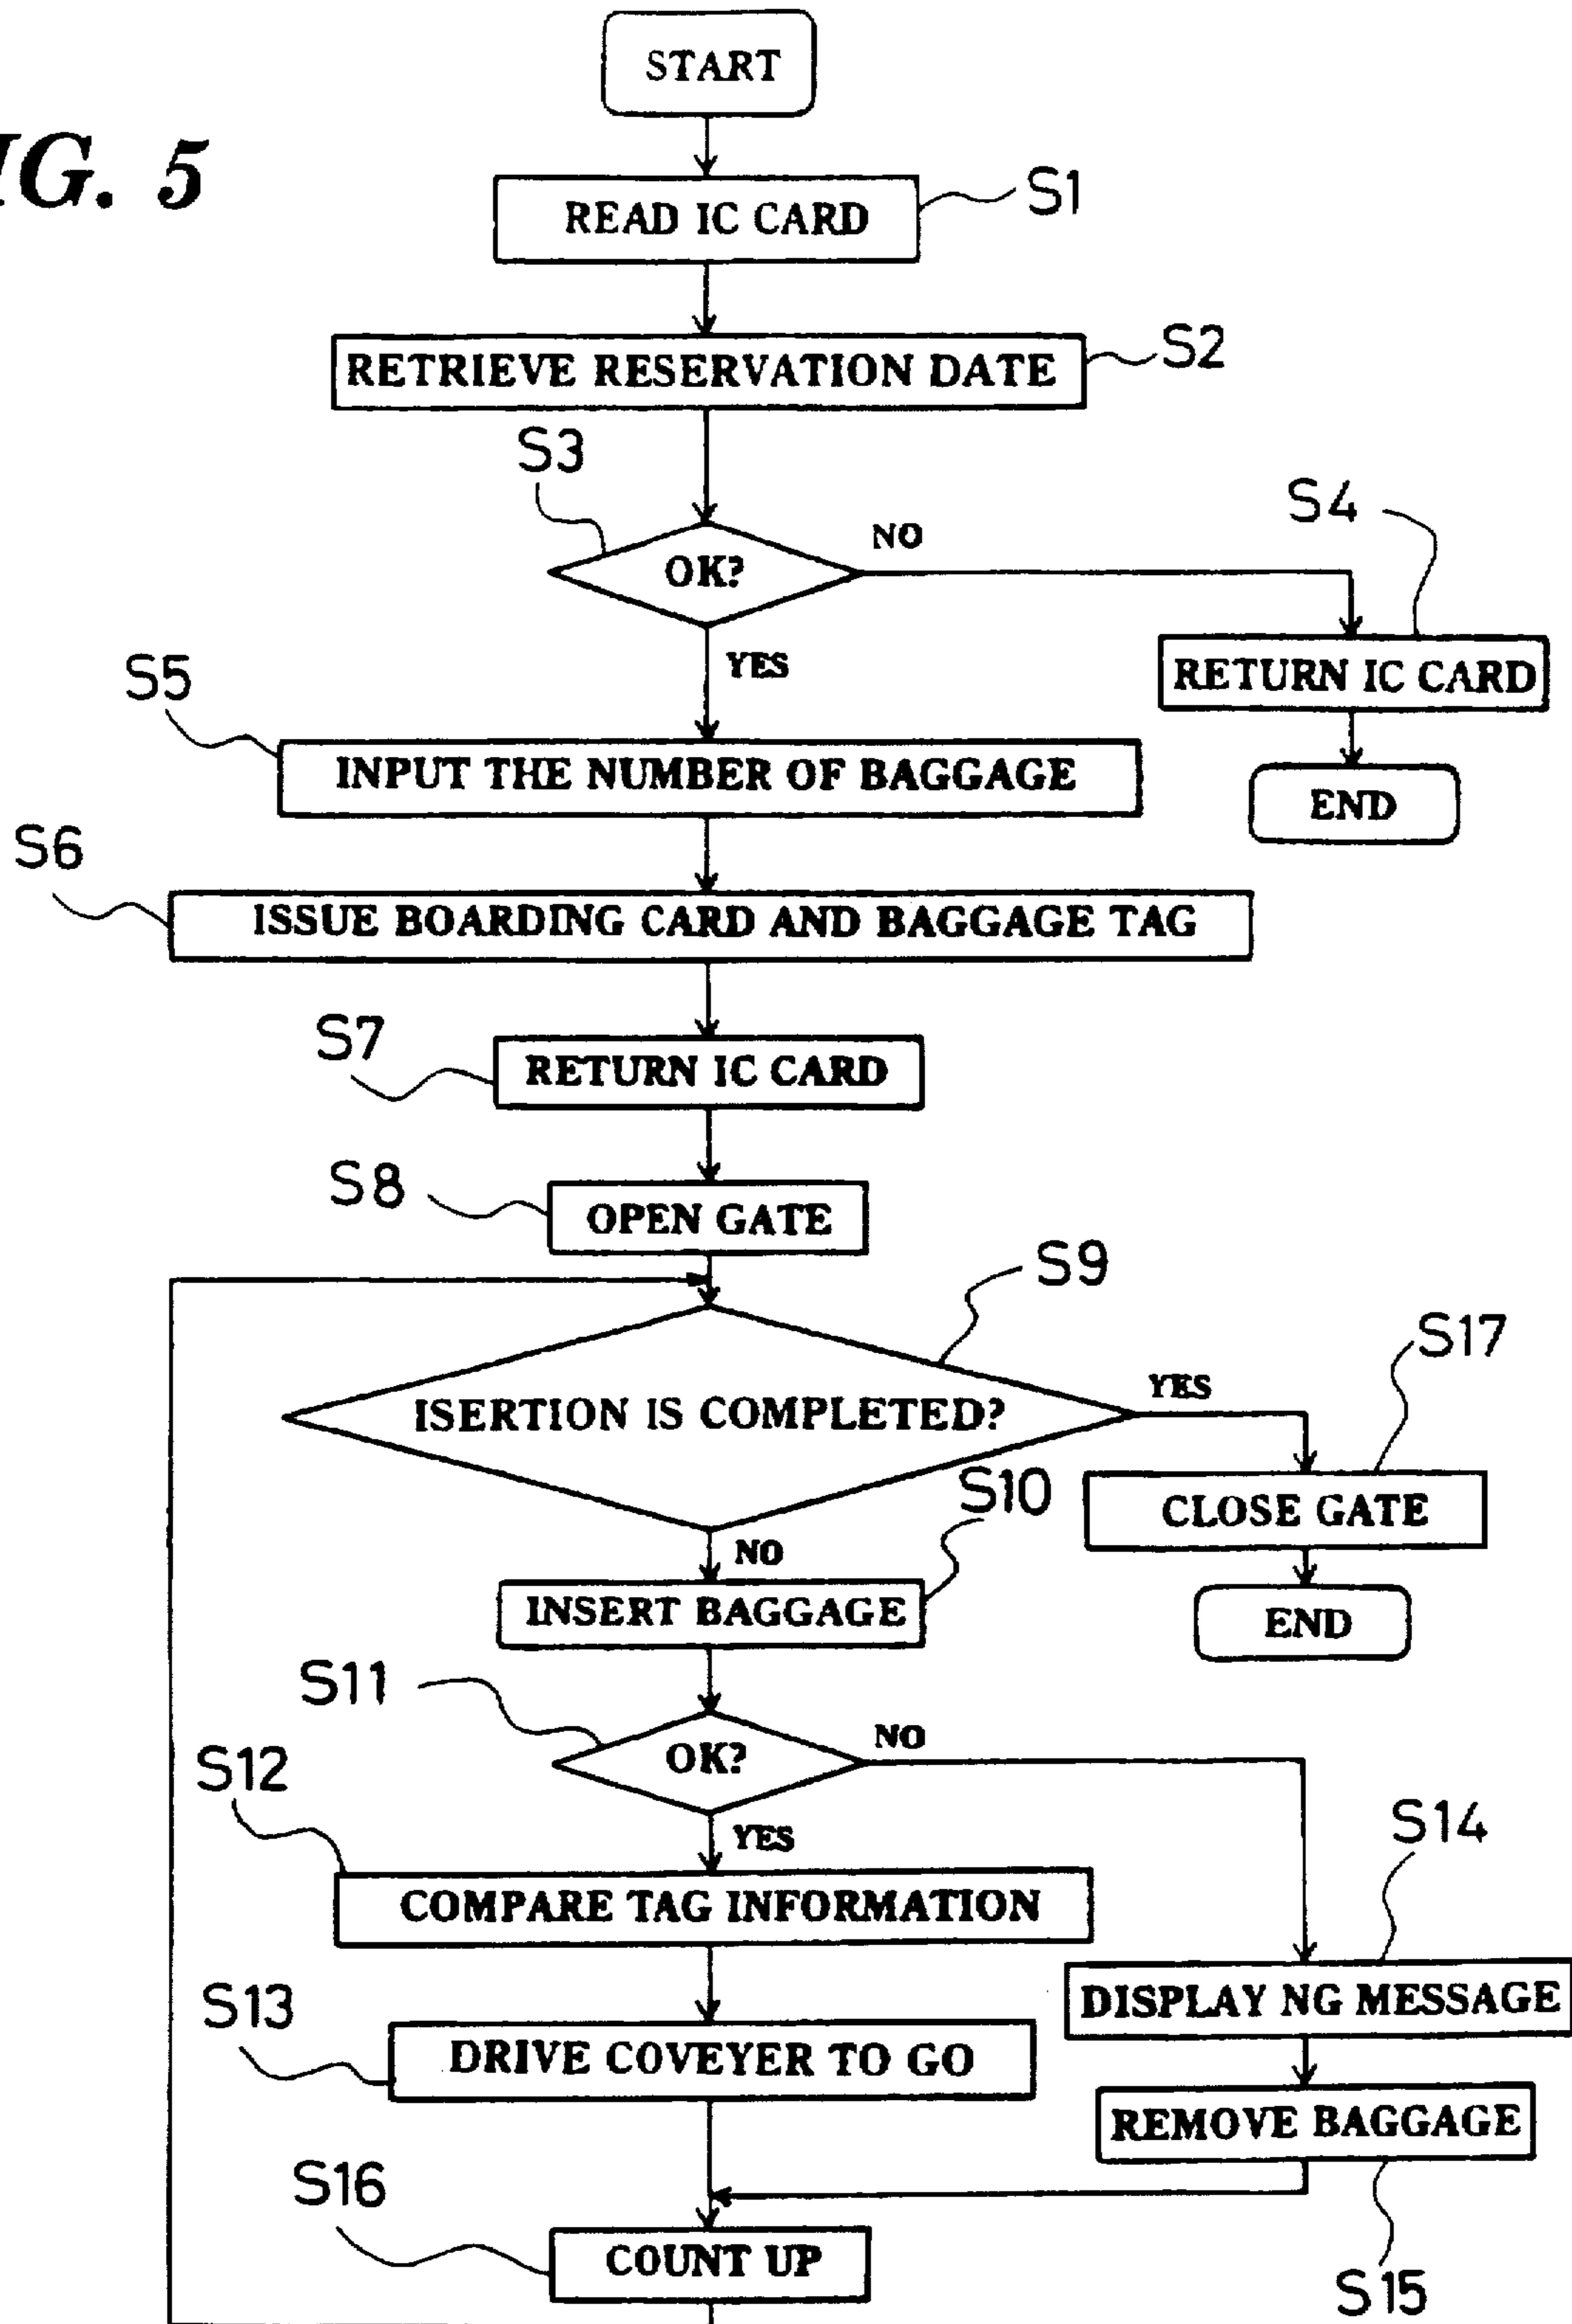 IG. 5
START
READ IC CARD
S1
RETRIEVE RESERVATION DATE
S2
S3
OK?
NO
S4
YES
RETURN IC CARD
END
S5
INPUT THE NUMBER OF BAGGAGE
S6
ISSUE BOARDING CARD AND BAGGAGE TAG
S7
RETURN IC CARD
S8
OPEN GATE
S9
ISERTION IS COMPLETED?
YES
S17
CLOSE GATE
END
NO
S10
INSERT BAGGAGE
S11
OK?
NO
YES
S12
COMPARE TAG INFORMATION
S14
DISPLAY NG MESSAGE
S13
DRIVE COVEYER TO GO
REMOVE BAGGAGE
S15
S16
COUNT UP